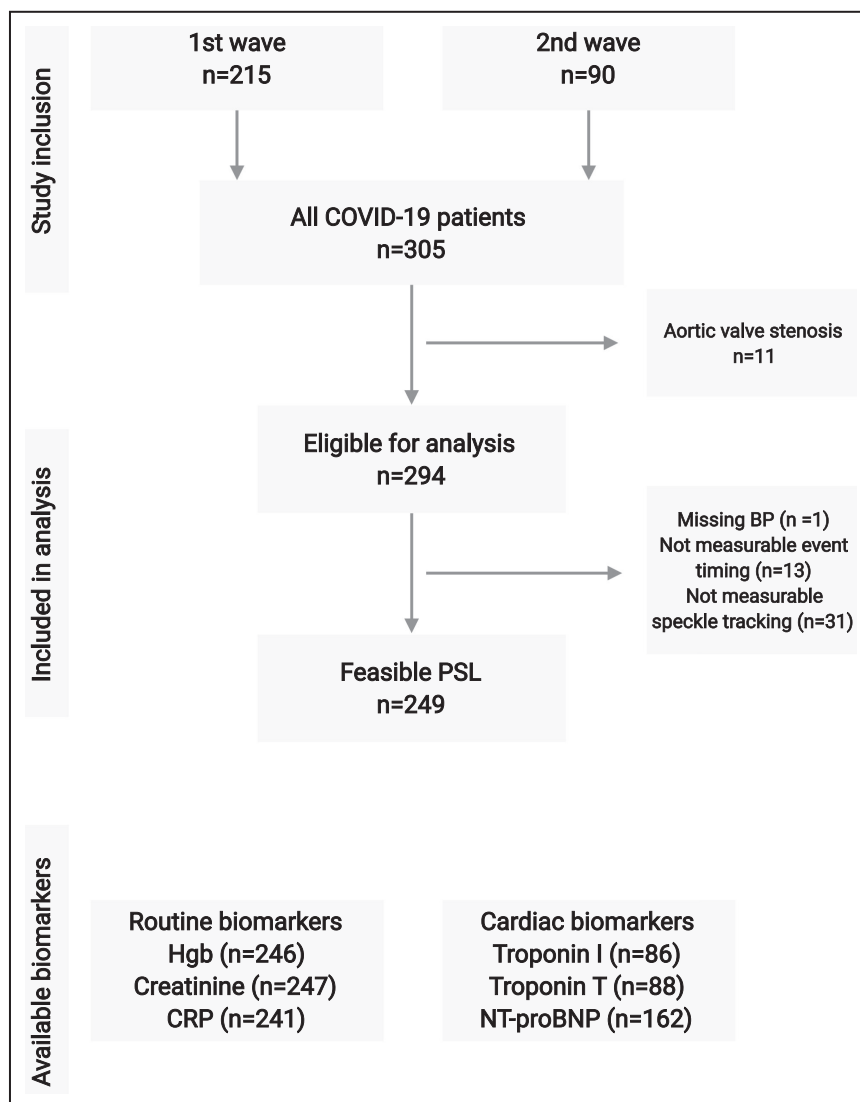 Study inclusion
1st wave
n=215
2nd wave
n=90
All COVID-19 patients
n=305
Aortic valve stenosis
n=11
Included in analysis
Eligible for analysis
n=294
Missing BP (n =1)
Not measurable event
timing (n=13)
Not measurable
speckle tracking (n=31)
Feasible PSL
n=249
Available biomarkers
Routine biomarkers
Hgb (n=246)
Creatinine (n=247)
CRP (n=241)
Cardiac biomarkers
Troponin I (n=86)
Troponin T (n=88)
NT-proBNP (n=162)